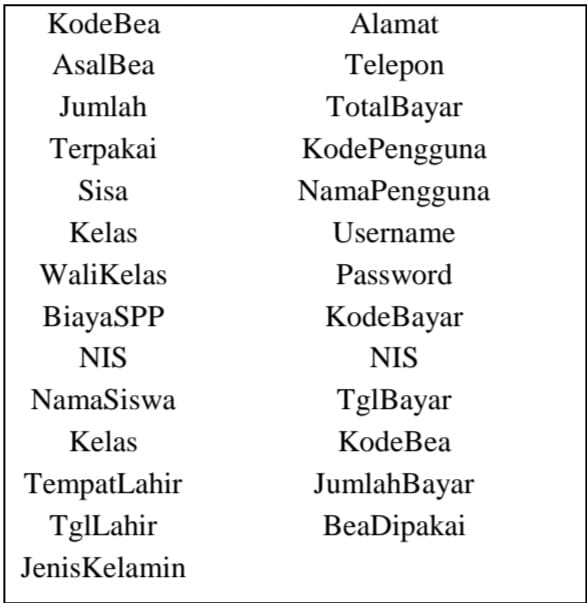 KodeBea
AsalBea
Jumlah
Terpakai
Sisa
Kelas
WaliKelas
BiayaSPP
NIS
NamaSiswa
Kelas
TempatLahir
TglLahir
JenisKelamin
Alamat
Telepon
TotalBayar
KodePengguna
NamaPengguna
Username
Password
KodeBayar
NIS
TglBayar
KodeBea
JumlahBayar
BeaDipakai